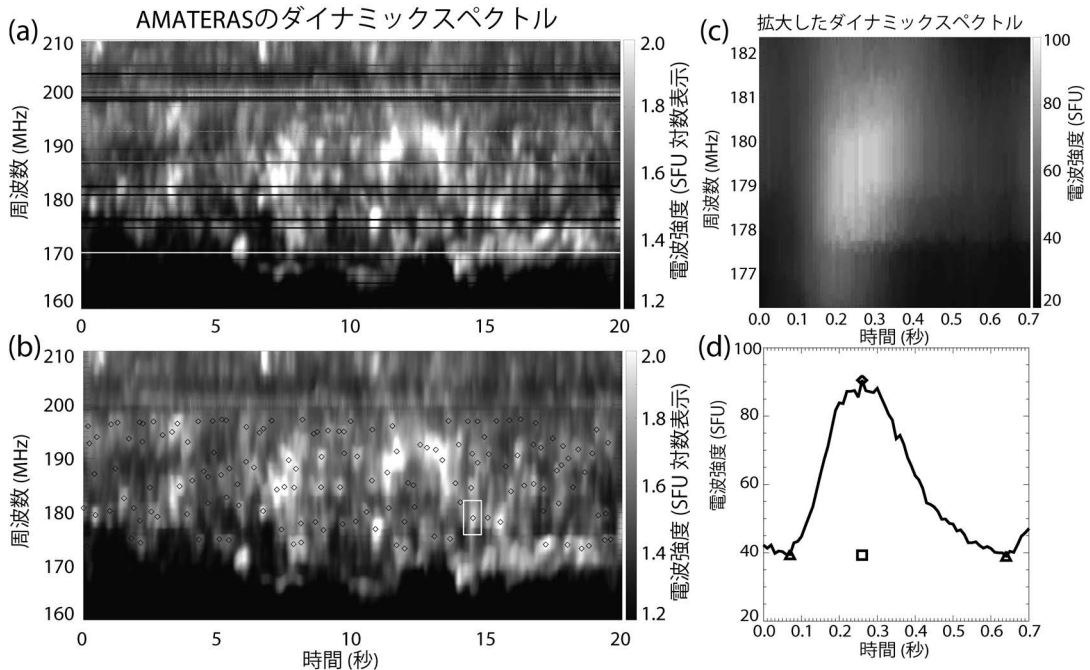 AMATERASのダイナミックスペクトル
(a)
210
200
190
180
170
160
周波数 (MHz)
0
5
10
15
20
2.0
1.8
1.6
1.4
1.2
電波強度 (SFU 対数表示)
(b)
210
200
190
180
170
160
周波数 (MHz)
0
5
10
15
20
時間 (秒)
2.0
1.8
1.6
1.4
1.2
電波強度 (SFU 対数表示)
(c)
拡大したダイナミックスペクトル
182
181
180
179
178
177
周波数 (MHz)
0.0 0.1 0.2 0.3 0.4 0.5 0.6 0.7
時間 (秒)
100
80
60
40
20
電波強度 (SFU)
(d)
100
80
60
40
20
電波強度 (SFU)
0.0 0.1 0.2 0.3 0.4 0.5 0.6 0.7
時間 (秒)